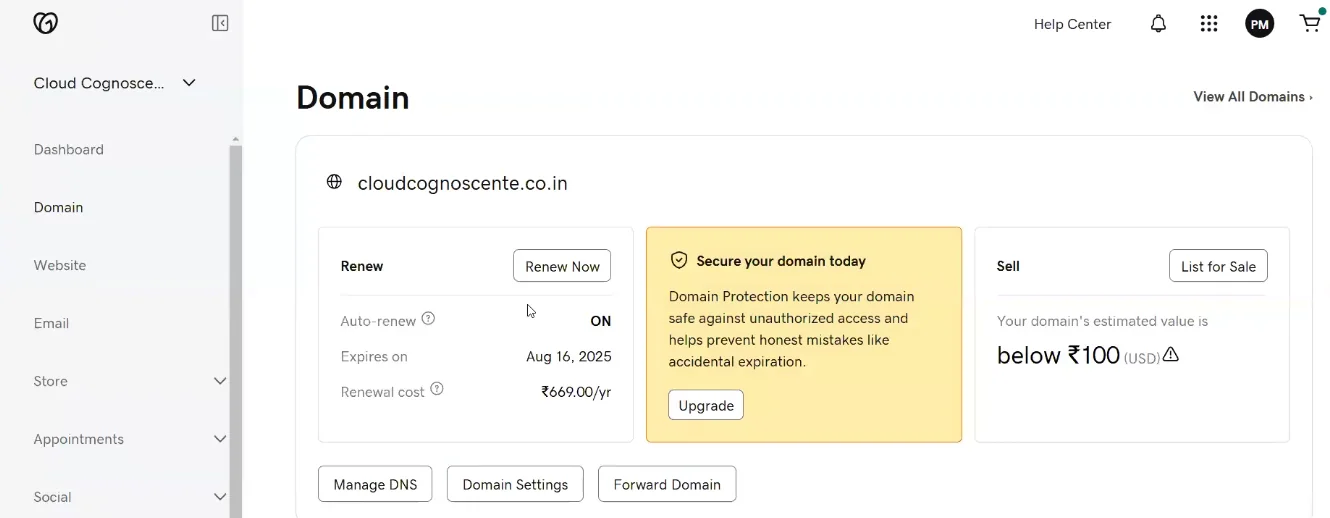 Help Center
PM
Cloud Cognosce...
Domain
View All Domains ›
Dashboard
Domain
Website
Email
Store
Appointments
Social
cloudcognoscente.co.in
Renew
Renew Now
Auto-renew ?
ON
Expires on
Aug 16, 2025
Renewal cost ?
₹669.00/yr
Secure your domain today
Domain Protection keeps your domain
safe against unauthorized access and
helps prevent honest mistakes like
accidental expiration.
Upgrade
Sell
List for Sale
Your domain's estimated value is
below ₹100 (USD)
Manage DNS
Domain Settings
Forward Domain